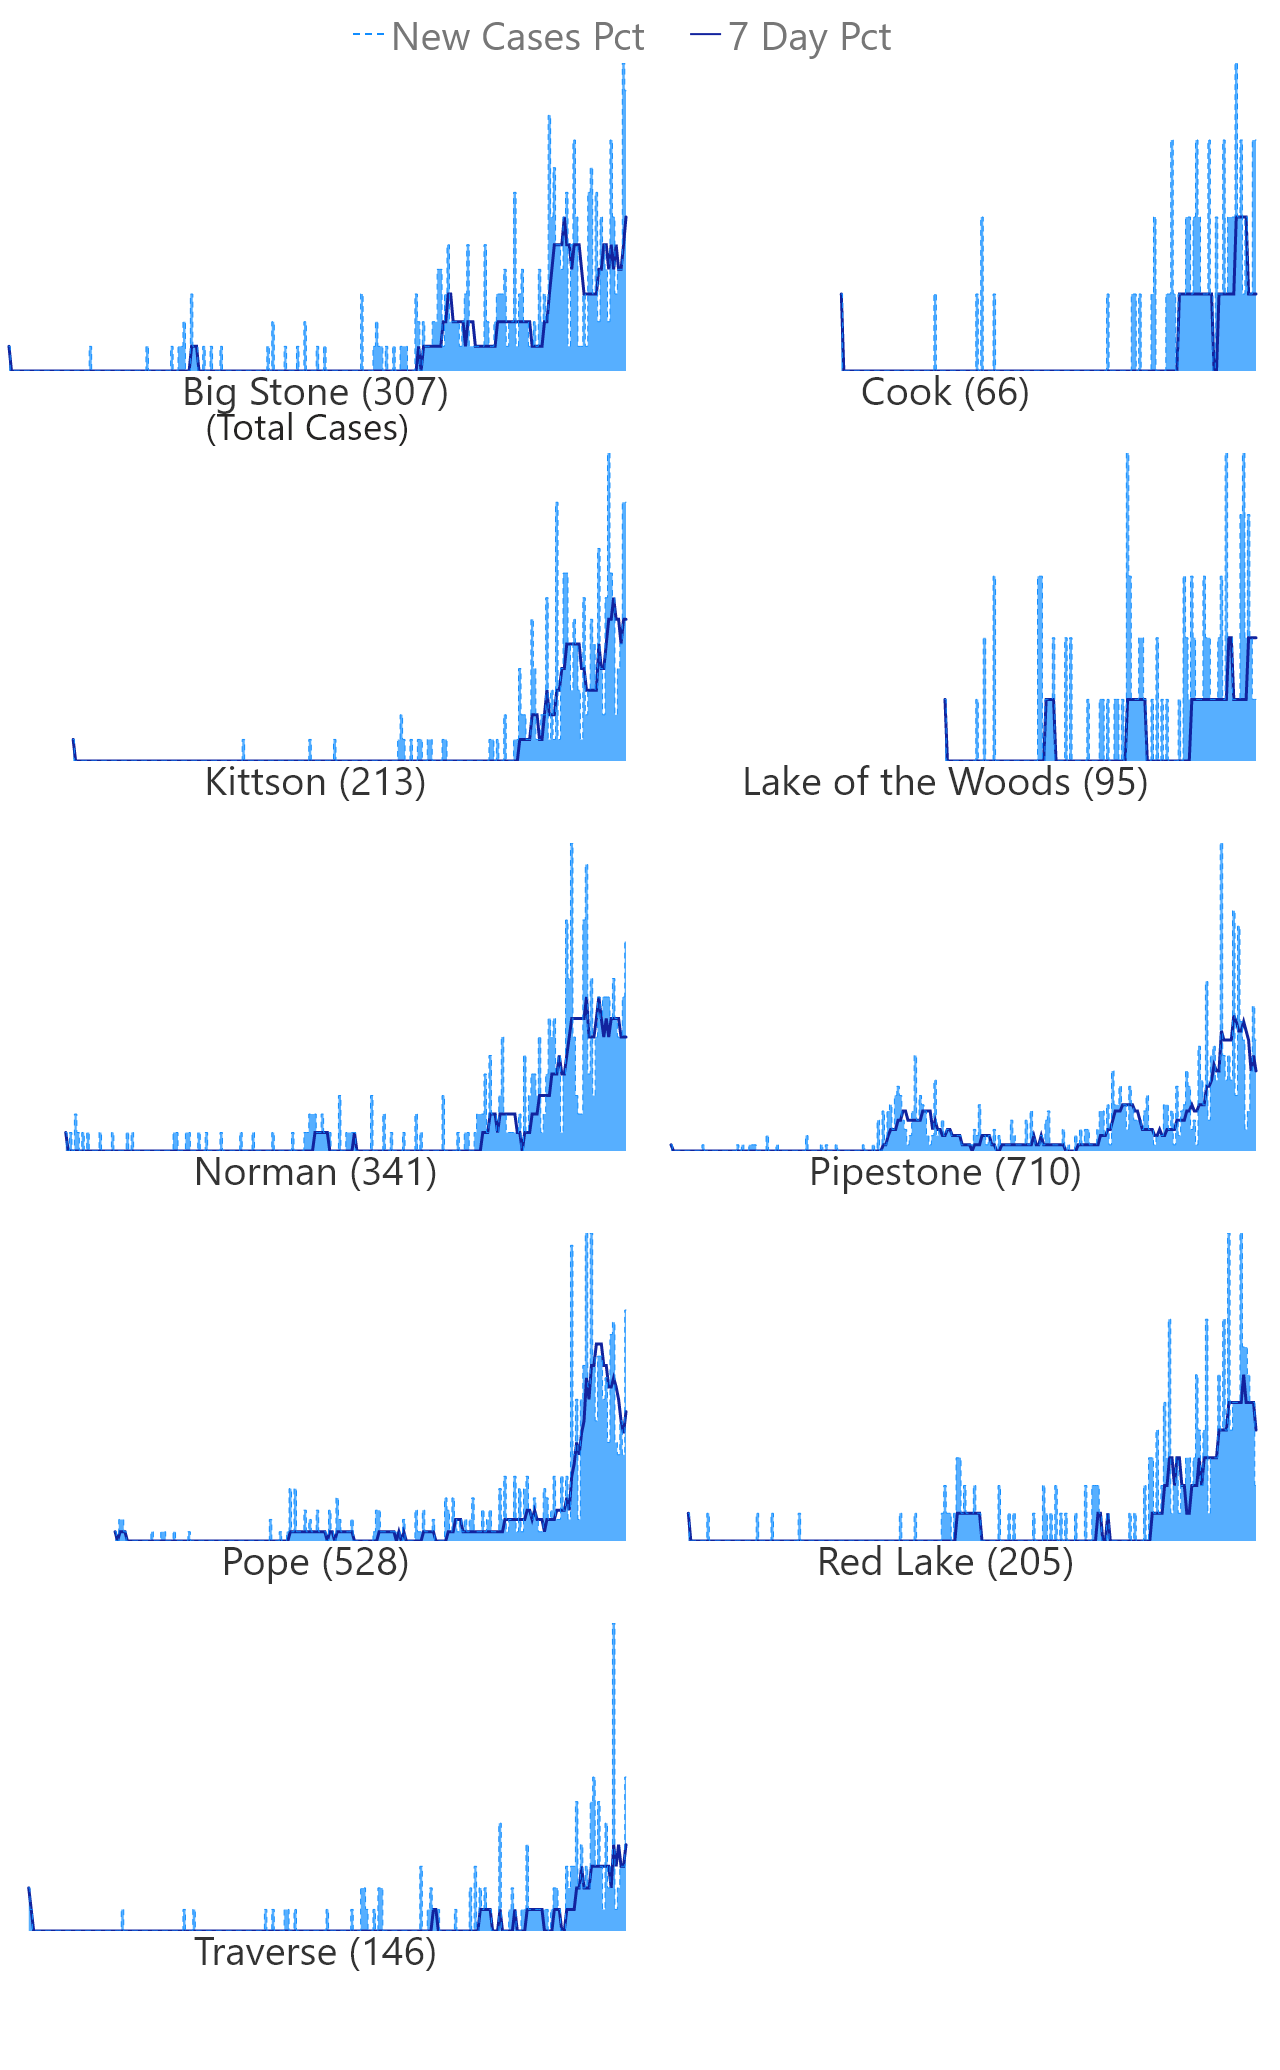 New Cases Pct 7 Day Pct
Big Stone (307) Cook (66)
(Total Cases)
Kittson (213) Lake of the Woods (95)
Norman (341) Pipestone (710)
Pope (528) Red Lake (205)
Traverse (146)